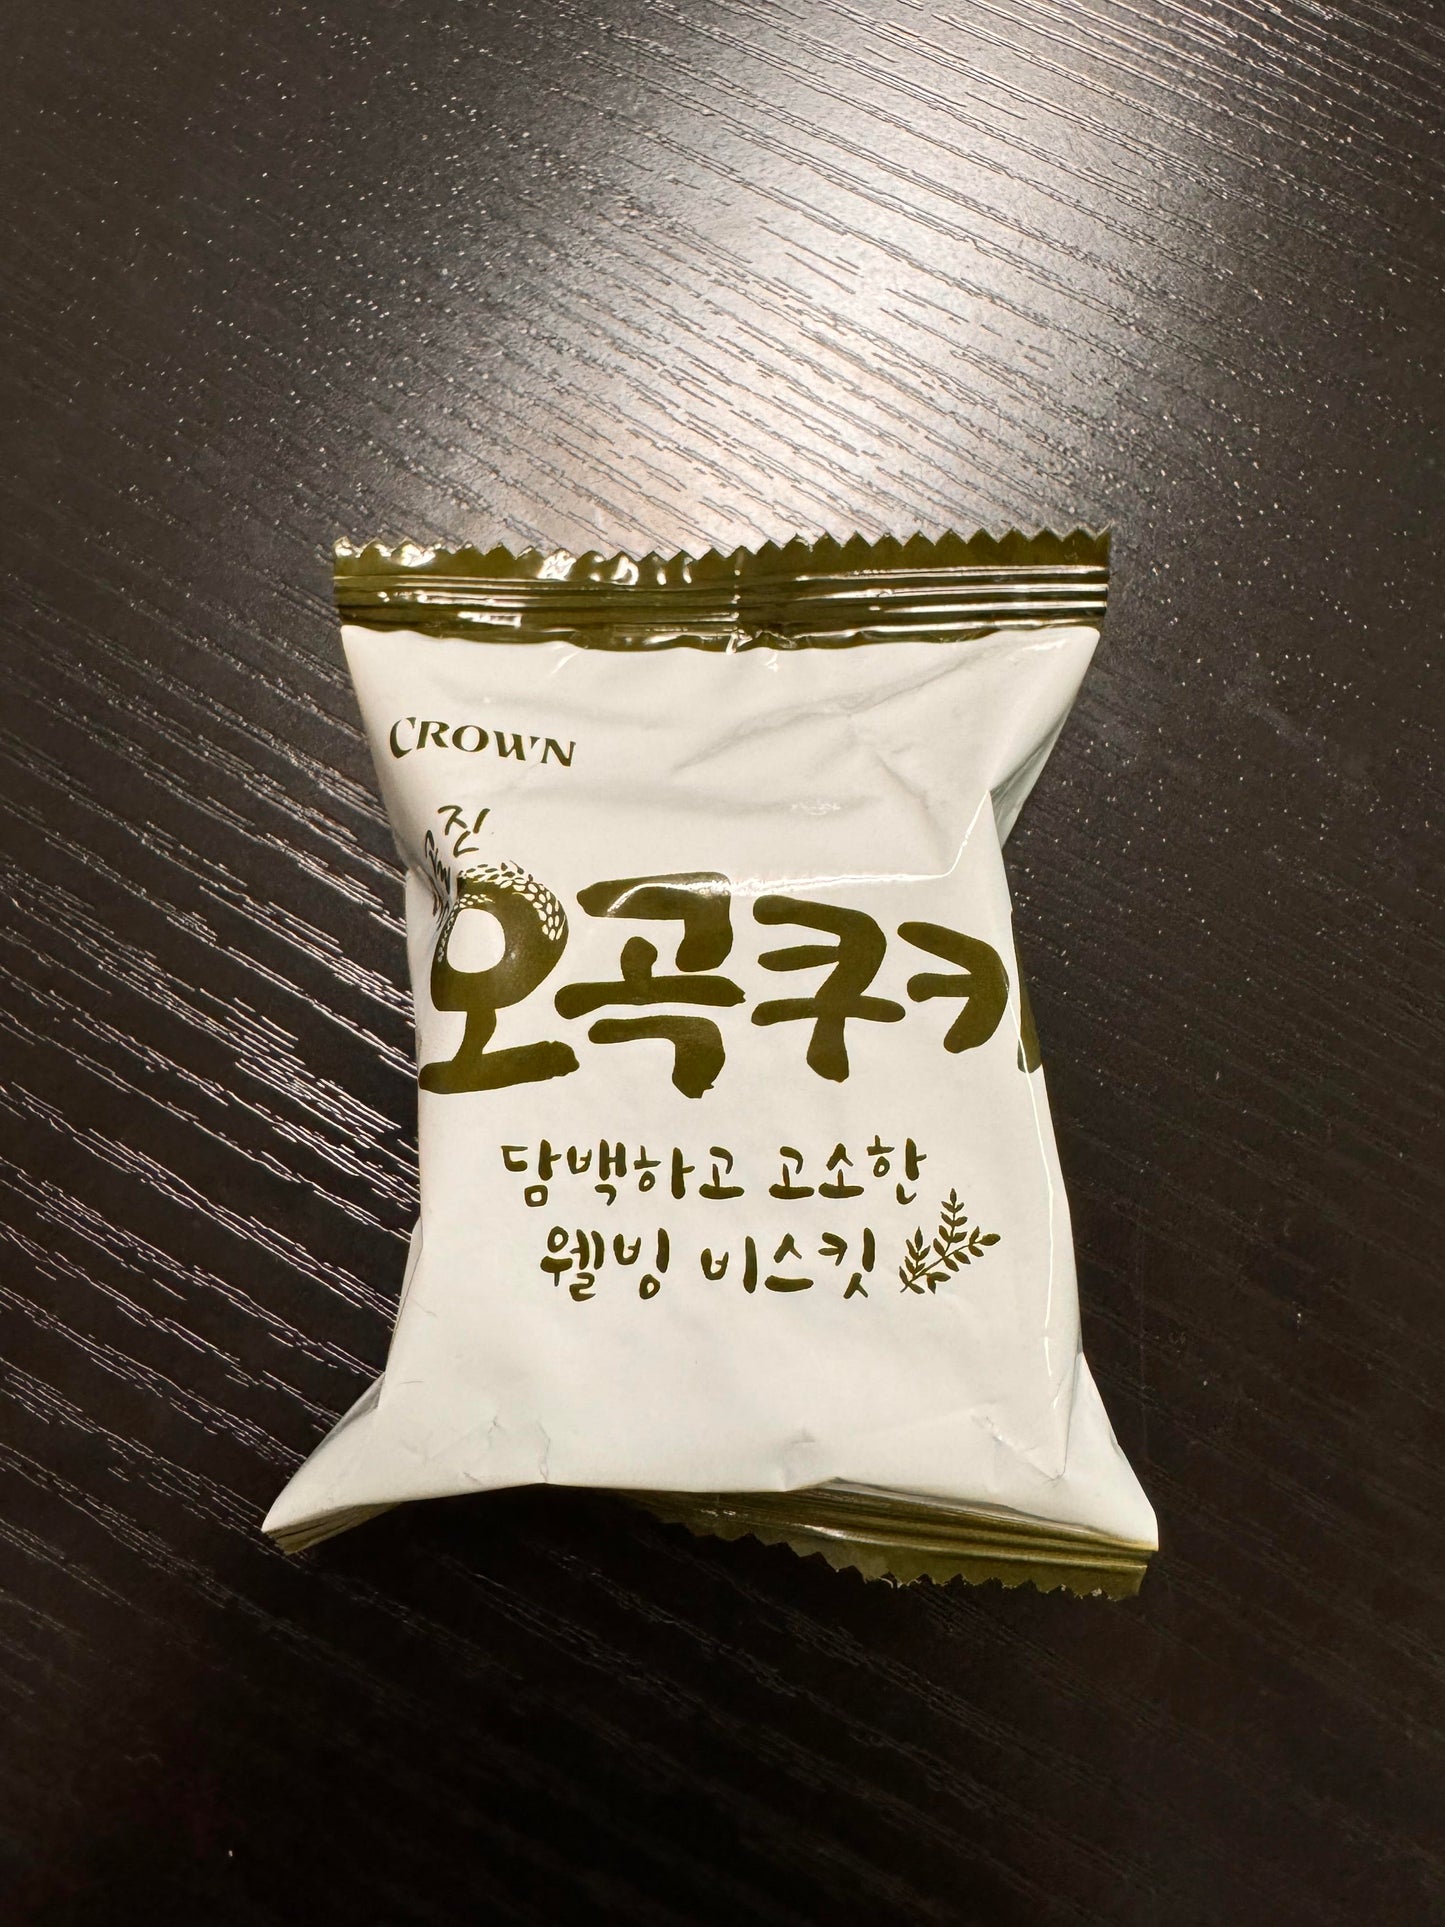 CROWN
진
오곡쿠키
담백하고 고소한
웰빙 비스킷